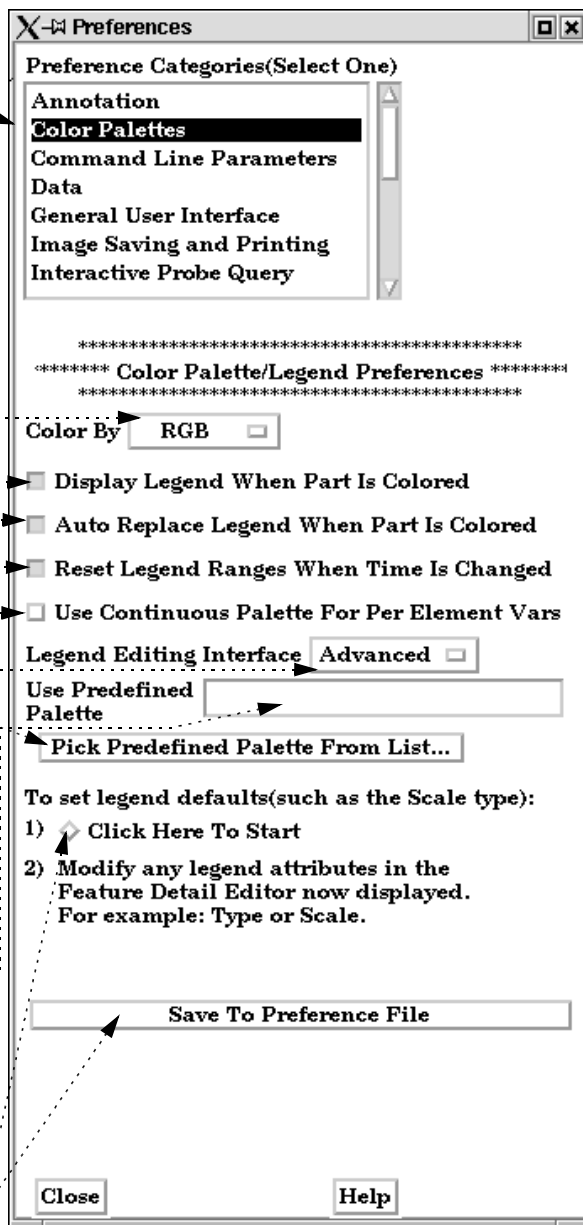 Preferences
Preference Categories(Select One)
Annotation
Color Palettes
Command Line Parameters
Data
General User Interface
Image Saving and Printing
Interactive Probe Query
********************************************
******** Color Palette/Legend Preferences ********
********************************************
Color By RGB
Display Legend When Part Is Colored
Auto Replace Legend When Part Is Colored
Reset Legend Ranges When Time Is Changed
Use Continuous Palette For Per Element Vars
Legend Editing Interface Advanced
Use Predefined
Palette
Pick Predefined Palette From List...
To set legend defaults(such as the Scale type):
1) Click Here To Start
2) Modify any legend attributes in the
Feature Detail Editor now displayed.
For example: Type or Scale.
Save To Preference File
Close Help